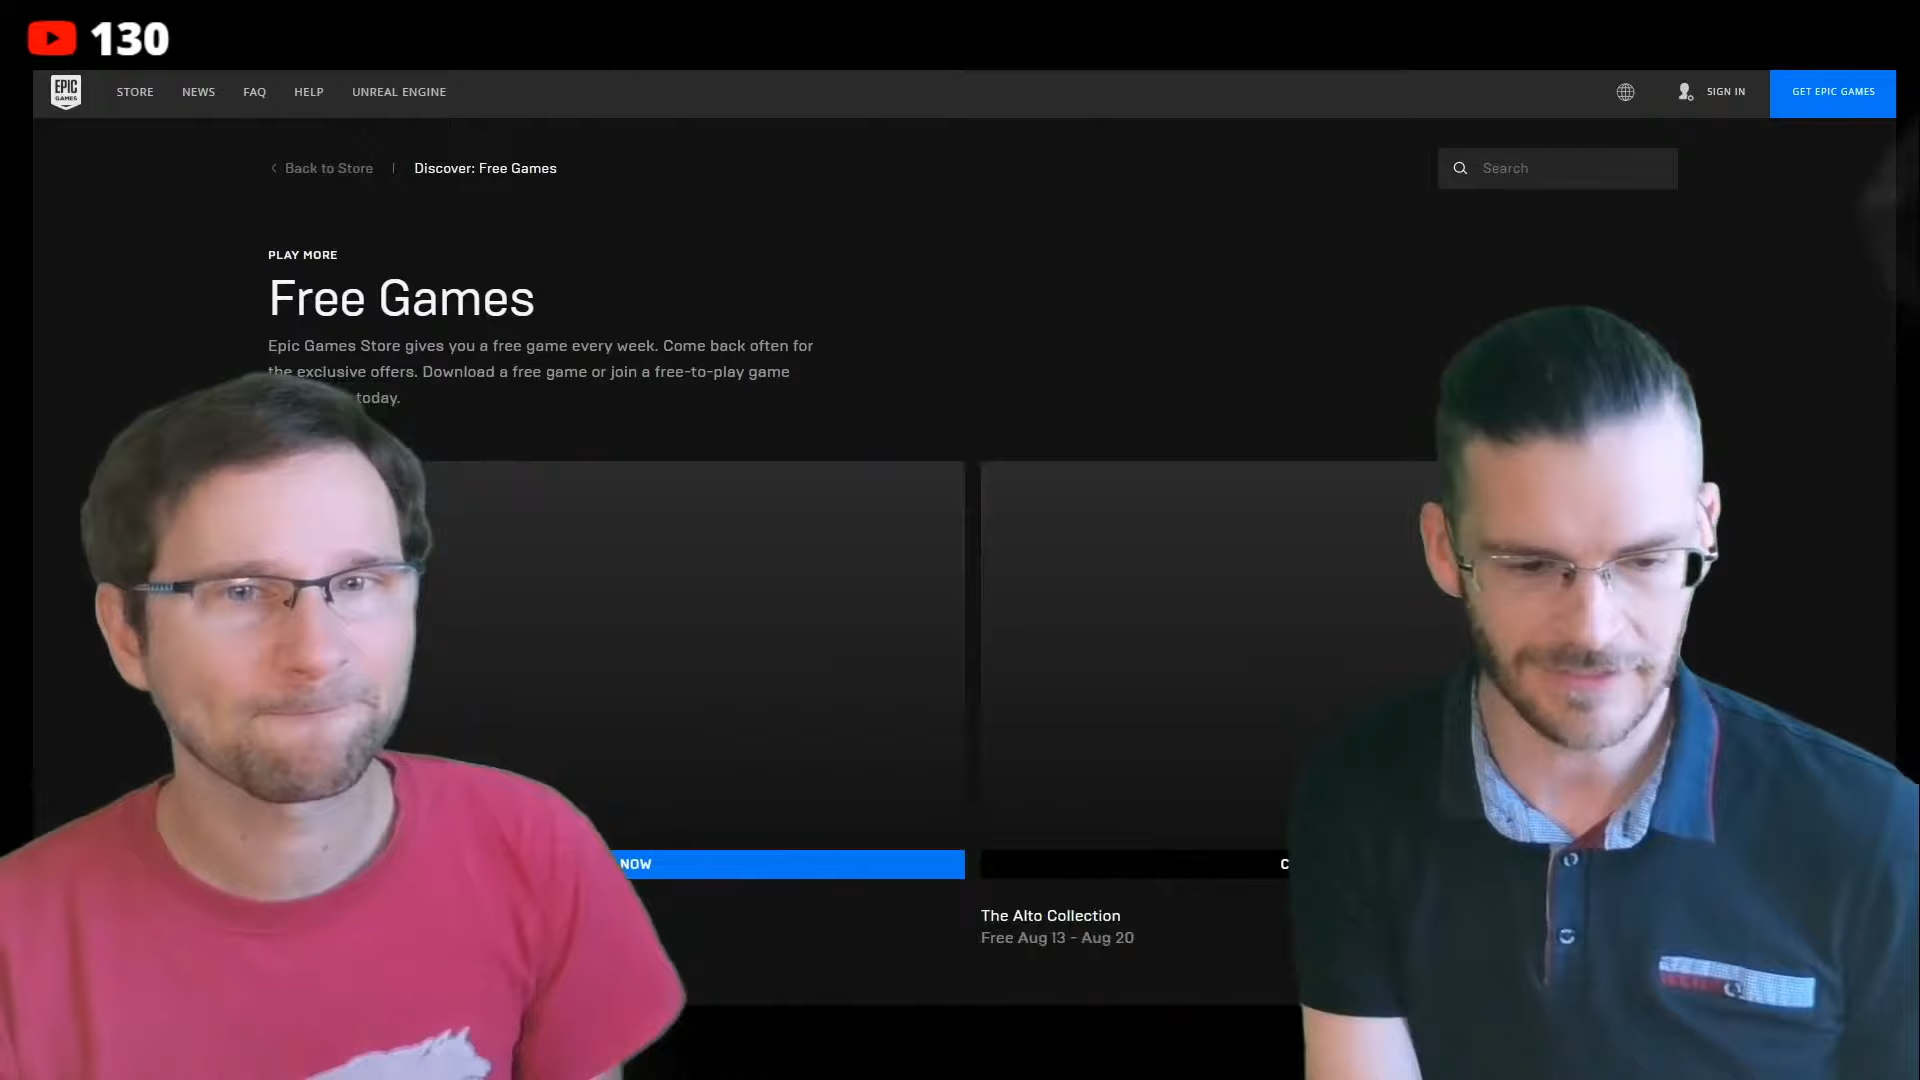 130
EPIC
GAMES
STORE NEWS FAQ HELP UNREAL ENGINE SIGN IN GET EPIC GAMES
Back to Store Discover: Free Games Search
PLAY MORE
Free Games
Epic Games Store gives you a free game every week. Come back often for
the exclusive offers. Download a free game or join a free-to-play game
today.
NOW
The Alto Collection
Free Aug 13 - Aug 20